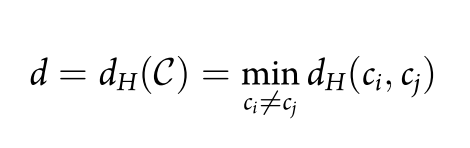 d = d_H(𝒞) = min_{c_i≠c_j} d_H(c_i, c_j)